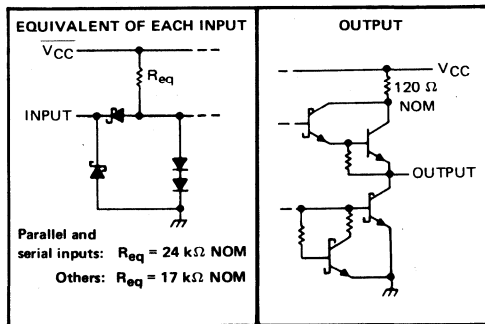 EQUIVALENT OF EACH INPUT
VCC
Req
INPUT
Parallel and
serial inputs: Req = 24 kΩ NOM
Others: Req = 17 kΩ NOM
OUTPUT
VCC
120 Ω
NOM
OUTPUT